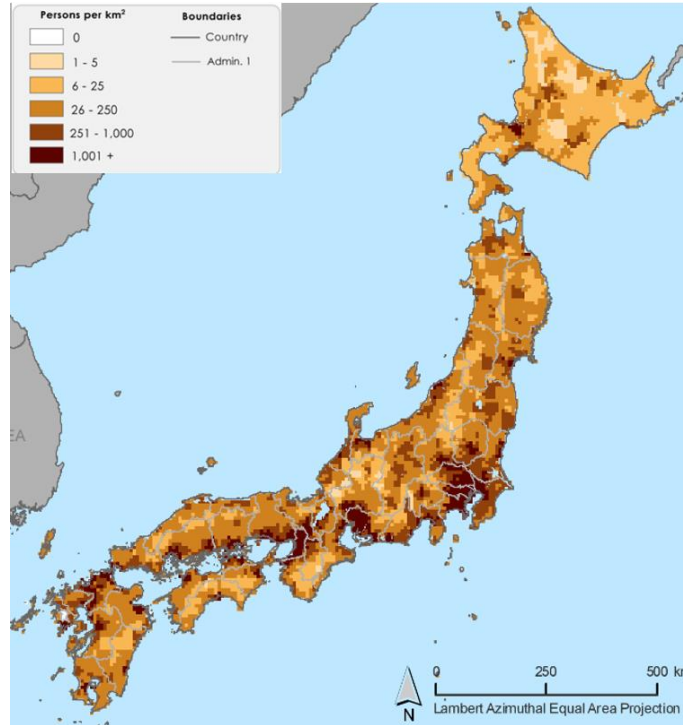 Persons per km²
Boundaries
0
Country
1 - 5
Admin. 1
6 - 25
26 - 250
251 - 1,000
1,001 +
EA
0
250
500 km
N
Lambert Azimuthal Equal Area Projection